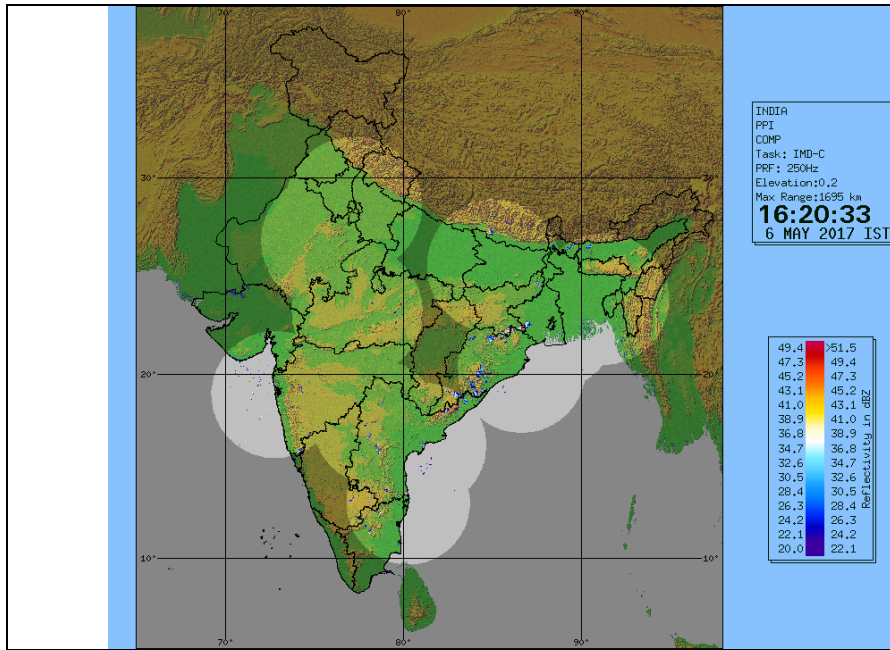 70° 80° 90°
INDIA
PPI
COMP
Task: IMD-C
PRF: 250Hz
Elevation:0.2
Max Range:1695 km
16:20:33
6 MAY 2017 IST
30° 30°
20° 20°
10° 10°
70° 80° 90°
49.4 >51.5
47.3 49.4
45.2 47.3
43.1 45.2
41.0 43.1
38.9 41.0
36.8 38.9
34.7 36.8
32.6 34.7
30.5 32.6
28.4 30.5
26.3 28.4
24.2 26.3
22.1 24.2
20.0 22.1
Reflectivity in dBZ